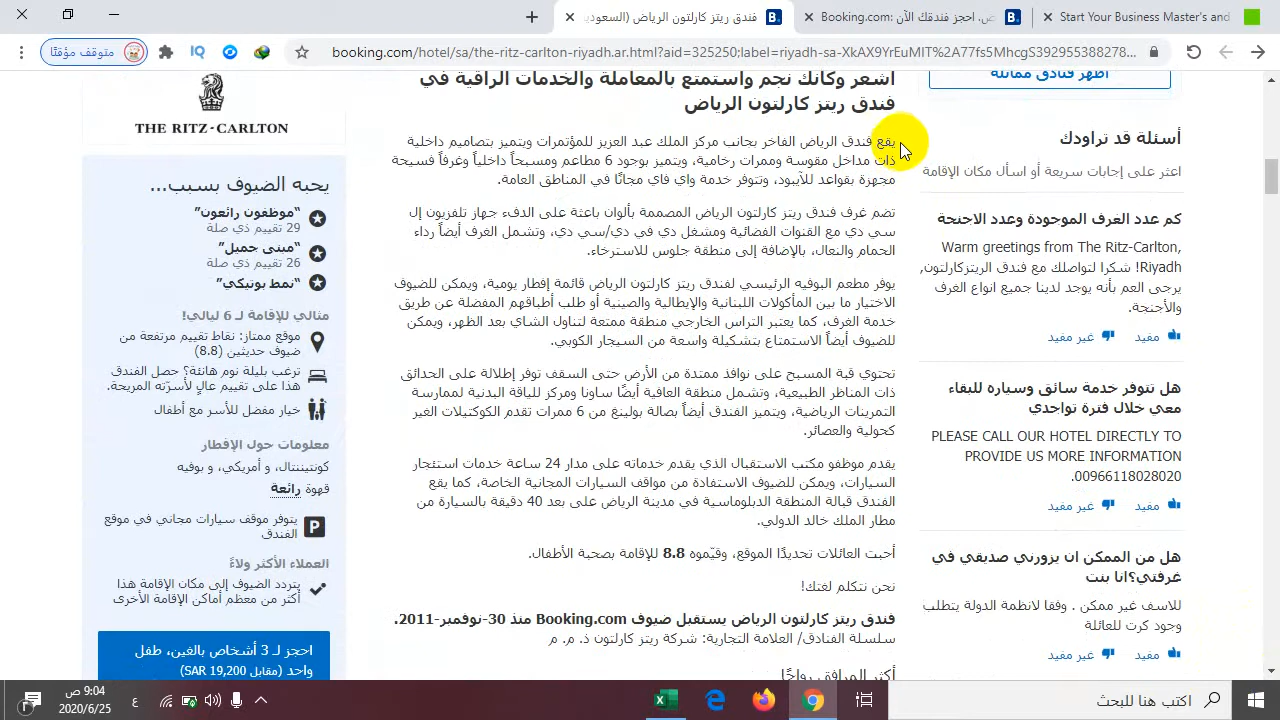 Start Your Business Master's and
ض. احجز فندقك الآن :Booking.com
فندق ريتز كارلتون الرياض (السعودي
booking.com/hotel/sa/the-ritz-carlton-riyadh.ar.html?aid=325250;label=riyadh-sa-XkAX9YrEuMIT%2A77fs5MhcgS392955388278...
متوقف مؤقتًا
اظهر فنادق مماثلة
أسئلة قد تراودك
اعثر على إجابات سريعة أو اسأل مكان الإقامة
كم عدد الغرف الموجودة وعدد الاجنحة
Warm greetings from The Ritz-Carlton,
Riyadh! شكرا لتواصلك مع فندق الريتزكارلتون,
يرجى العم بأنه يوجد لدينا جميع انواع الغرف
والأجنحة.
مفيد
غير مفيد
هل تتوفر خدمة سائق وسياره للبقاء
معي خلال فترة تواجدي
PLEASE CALL OUR HOTEL DIRECTLY TO
PROVIDE US MORE INFORMATION
00966118028020.
مفيد
غير مفيد
هل من الممكن ان يزورني صديقي في
غرفتي؟انا بنت
للاسف غير ممكن . وفقا لانظمة الدولة يتطلب
وجود كرت للعائلة
مفيد
غير مفيد
اشعر وكأنك نجم واستمتع بالمعاملة والخدمات الراقية في
فندق ريتز كارلتون الرياض
يقع فندق الرياض الفاخر بجانب مركز الملك عبد العزيز للمؤتمرات ويتميز بتصاميم داخلية
ذات مداخل مقوسة وممرات رخامية، ويتميز بوجود 6 مطاعم ومسبحاً داخلياً وغرفاً فسيحة
مجهزة بقواعد للآيبود، وتتوفر خدمة واي فاي مجانًا في المناطق العامة.
تضم غرف فندق ريتز كارلتون الرياض المصممة بألوان باعثة على الدفء جهاز تلفزيون إل
سي دي مع القنوات الفضائية ومشغل دي في دي/سي دي، وتشمل الغرف أيضاً رداء
الحمام والنعال، بالإضافة إلى منطقة جلوس للاسترخاء.
يوفر مطعم البوفيه الرئيسي لفندق ريتز كارلتون الرياض قائمة إفطار يومية، ويمكن للضيوف
الاختيار ما بين المأكولات اللبنانية والإيطالية والصينية أو طلب أطباقهم المفضلة عن طريق
خدمة الغرف، كما يعتبر التراس الخارجي منطقة ممتعة لتناول الشاي بعد الظهر، ويمكن
للضيوف أيضاً الاستمتاع بتشكيلة واسعة من السيجار الكوبي.
تحتوي قبة المسبح على نوافذ ممتدة من الأرض حتى السقف توفر إطلالة على الحدائق
ذات المناظر الطبيعية، وتشمل منطقة العافية أيضًا ساونا ومركز للياقة البدنية لممارسة
التمرينات الرياضية، ويتميز الفندق أيضاً بصالة بولينغ من 6 ممرات تقدم الكوكتيلات الغير
كحولية والعصائر.
يقدم موظفو مكتب الاستقبال الذي يقدم خدماته على مدار 24 ساعة خدمات استئجار
السيارات، ويمكن للضيوف الاستفادة من مواقف السيارات المجانية الخاصة، كما يقع
الفندق قبالة المنطقة الدبلوماسية في مدينة الرياض على بعد 40 دقيقة بالسيارة من
مطار الملك خالد الدولي.
أحبت العائلات تحديدًا الموقع، وقيّموه 8.8 للإقامة بصحبة الأطفال.
نحن نتكلم لغتك!
فندق ريتز كارلتون الرياض يستقبل ضيوف Booking.com منذ 30-نوفمبر-2011.
سلسلة الفنادق/ العلامة التجارية: شركة ريتز كارلتون ذ. م. م
أكثر المرافق رواجًا
THE RITZ-CARLTON
يحبه الضيوف بسبب...
“موظفون رائعون”
29 تقييم ذي صلة
“مبنى جميل”
26 تقييم ذي صلة
“نمط بوتيكي”
مثالي للإقامة لـ 6 ليالي!
موقع ممتاز: نقاط تقييم مرتفعة من
ضيوف حديثين (8.8)
ترغب بليلة نوم هانئة؟ حصل الفندق
هذا على تقييم عالٍ لأسرّته المريحة.
خيار مفضل للأسر مع أطفال
معلومات حول الإفطار
كونتيننتال، و أمريكي، و بوفيه
قهوة رائعة
P
يتوفر موقف سيارات مجاني في موقع
الفندق
العملاء الأكثر ولاءً
يتردد الضيوف إلى مكان الإقامة هذا
أكثر من معظم أماكن الإقامة الأخرى
احجز لـ 3 أشخاص بالغين، طفل
واحد (مقابل SAR 19,200)
اكتب هنا للبحث
ع
9:04 ص
2020/6/25